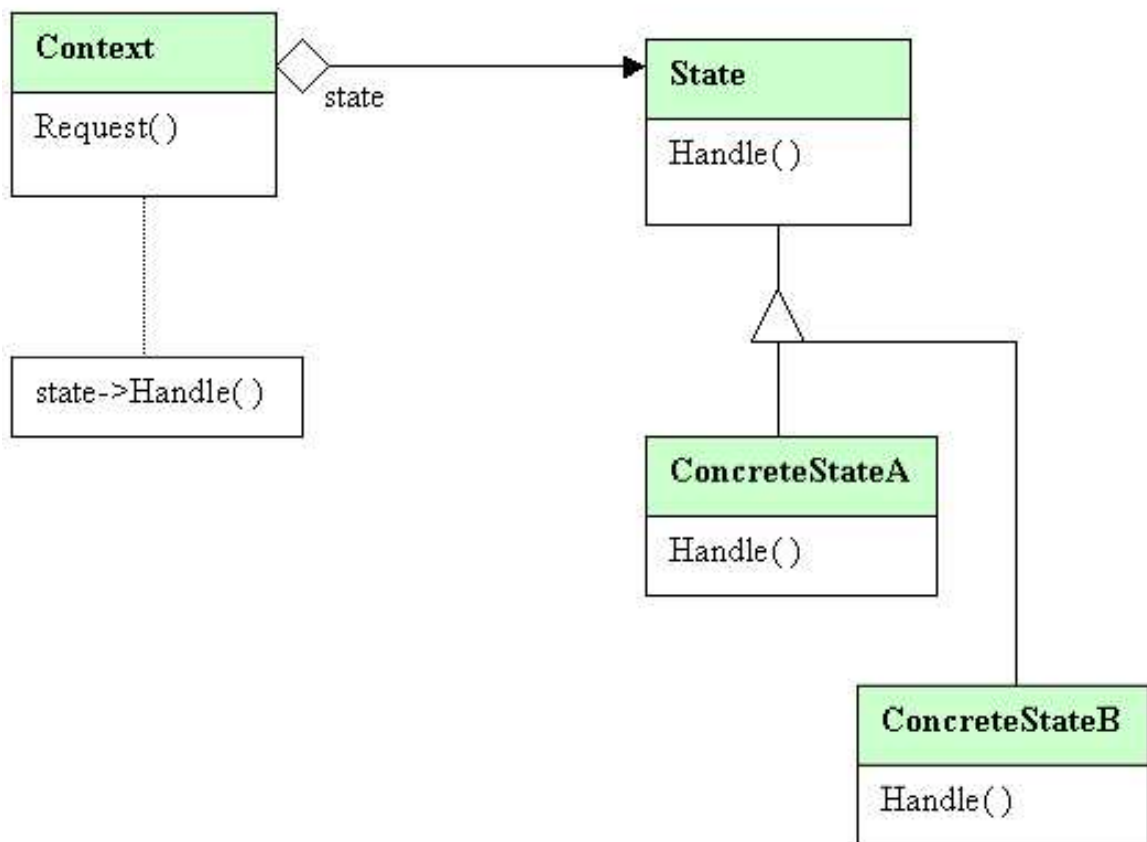 Context
Request( )
state
State
Handle( )
state->Handle( )
ConcreteStateA
Handle( )
ConcreteStateB
Handle( )